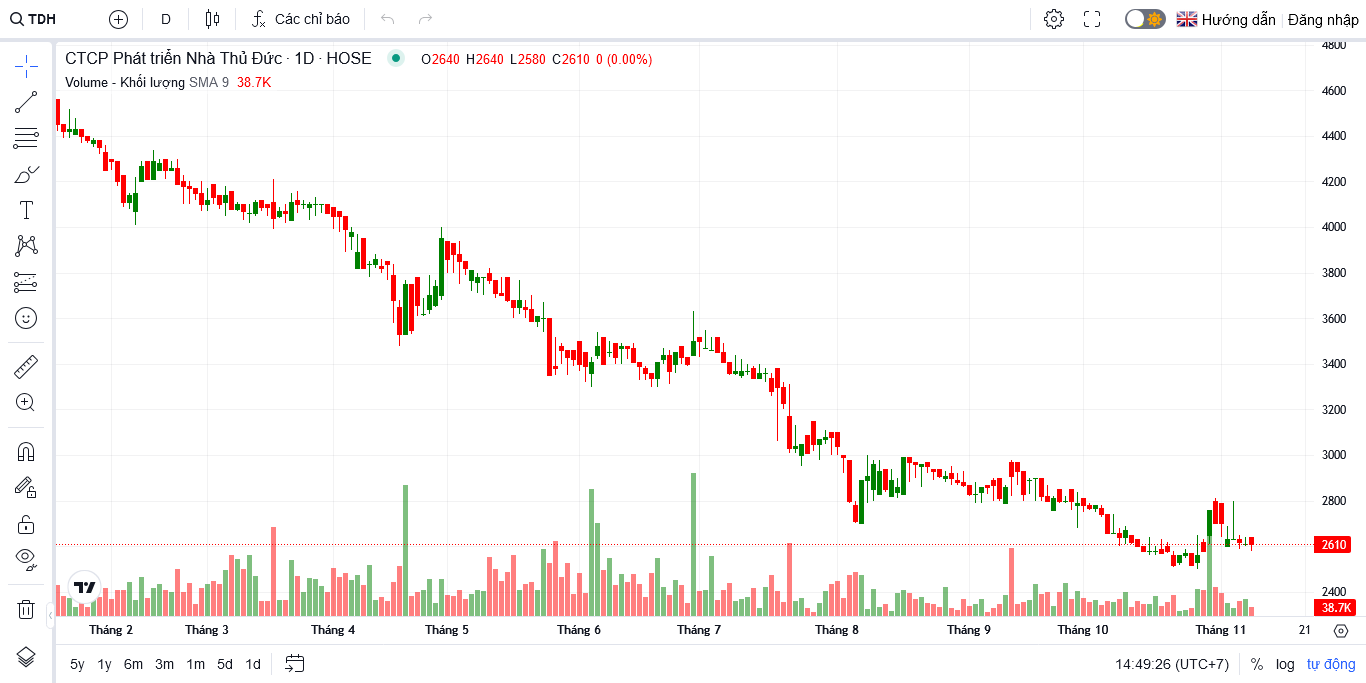 TDH D Các chỉ báo Hướng dẫn Đăng nhập
CTCP Phát triển Nhà Thủ Đức · 1D · HOSE O2640 H2640 L2580 C2610 0 (0.00%)
Volume - Khối lượng SMA 9 38.7K
4800
4600
4400
4200
4000
3800
3600
3400
3200
3000
2800
2610
2400
38.7K
Tháng 2 Tháng 3 Tháng 4 Tháng 5 Tháng 6 Tháng 7 Tháng 8 Tháng 9 Tháng 10 Tháng 11 21
5y 1y 6m 3m 1m 5d 1d 14:49:26 (UTC+7) % log tự động